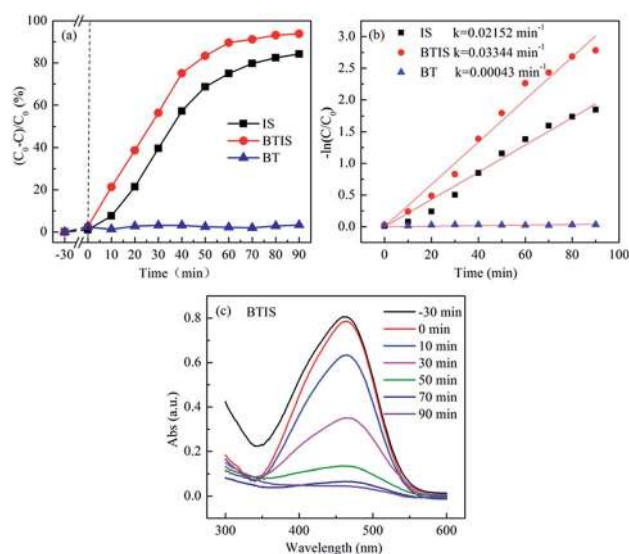 (a)
(C₀-C)/C₀ (%)
100
80
60
40
20
0
IS
BTIS
BT
-30 0 10 20 30 40 50 60 70 80 90
Time（min）
(b)
-ln(C/C₀)
3.0
2.5
2.0
1.5
1.0
0.5
0.0
IS k=0.02152 min⁻¹
BTIS k=0.03344 min⁻¹
BT k=0.00043 min⁻¹
0 20 40 60 80 100
Time (min)
(c) BTIS
Abs (a.u.)
0.8
0.6
0.4
0.2
0.0
-30 min
0 min
10 min
30 min
50 min
70 min
90 min
300 400 500 600
Wavelength (nm)